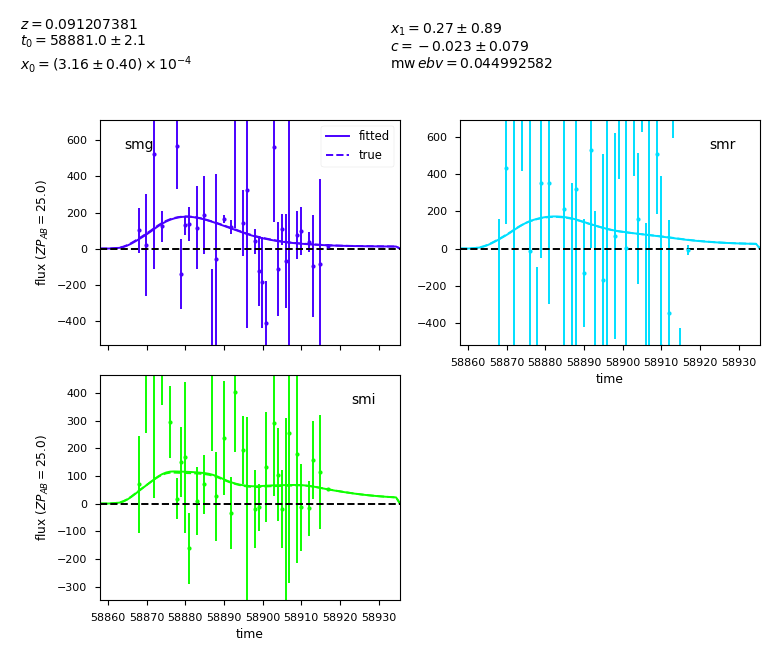 z = 0.091207381
t₀ = 58881.0 ± 2.1
x₀ = (3.16 ± 0.40) × 10⁻⁴
x₁ = 0.27 ± 0.89
c = −0.023 ± 0.079
mw ebv = 0.044992582
smg
fitted
true
600
400
200
0
−200
−400
flux (ZP_AB = 25.0)
smr
600
400
200
0
−200
−400
58860 58870 58880 58890 58900 58910 58920 58930
time
smi
400
300
200
100
0
−100
−200
−300
flux (ZP_AB = 25.0)
58860 58870 58880 58890 58900 58910 58920 58930
time